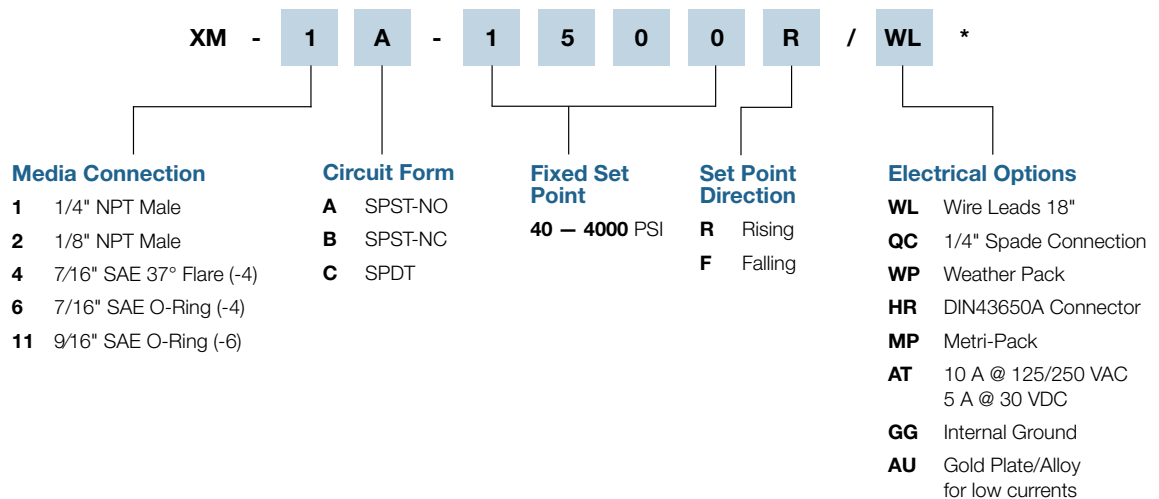 XM - 1 A - 1 5 0 0 R / WL *
Media Connection
1 1/4" NPT Male
2 1/8" NPT Male
4 7/16" SAE 37° Flare (-4)
6 7/16" SAE O-Ring (-4)
11 9/16" SAE O-Ring (-6)
Circuit Form
A SPST-NO
B SPST-NC
C SPDT
Fixed Set
Point
40 — 4000 PSI
Set Point
Direction
R Rising
F Falling
Electrical Options
WL Wire Leads 18"
QC 1/4" Spade Connection
WP Weather Pack
HR DIN43650A Connector
MP Metri-Pack
AT 10 A @ 125/250 VAC
5 A @ 30 VDC
GG Internal Ground
AU Gold Plate/Alloy
for low currents